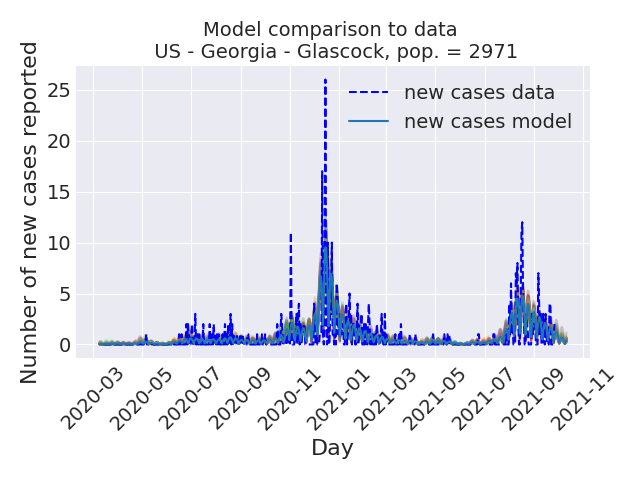 Model comparison to data
US - Georgia - Glascock, pop. = 2971
Number of new cases reported
25
20
15
10
5
0
new cases data
new cases model
2020-03
2020-05
2020-07
2020-09
2020-11
2021-01
2021-03
2021-05
2021-07
2021-09
2021-11
Day